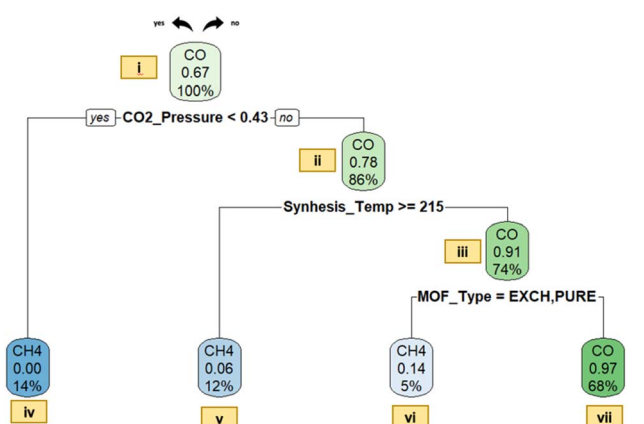 yes no
i
CO
0.67
100%
yes CO2_Pressure < 0.43 no
ii
CO
0.78
86%
Synhesis_Temp >= 215
iii
CO
0.91
74%
MOF_Type = EXCH,PURE
CH4
0.00
14%
iv
CH4
0.06
12%
v
CH4
0.14
5%
vi
CO
0.97
68%
vii